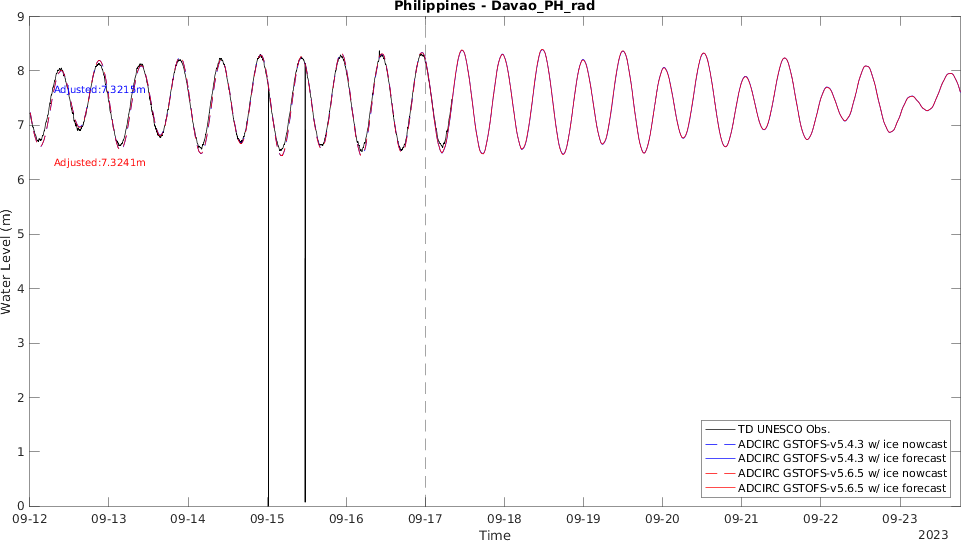 Philippines - Davao_PH_rad
9
8
7
6
5
4
3
2
1
0
Water Level (m)
Adjusted:7.3215m
Adjusted:7.3241m
TD UNESCO Obs.
ADCIRC GSTOFS-v5.4.3 w/ ice nowcast
ADCIRC GSTOFS-v5.4.3 w/ ice forecast
ADCIRC GSTOFS-v5.6.5 w/ ice nowcast
ADCIRC GSTOFS-v5.6.5 w/ ice forecast
09-12 09-13 09-14 09-15 09-16 09-17 09-18 09-19 09-20 09-21 09-22 09-23
Time
2023